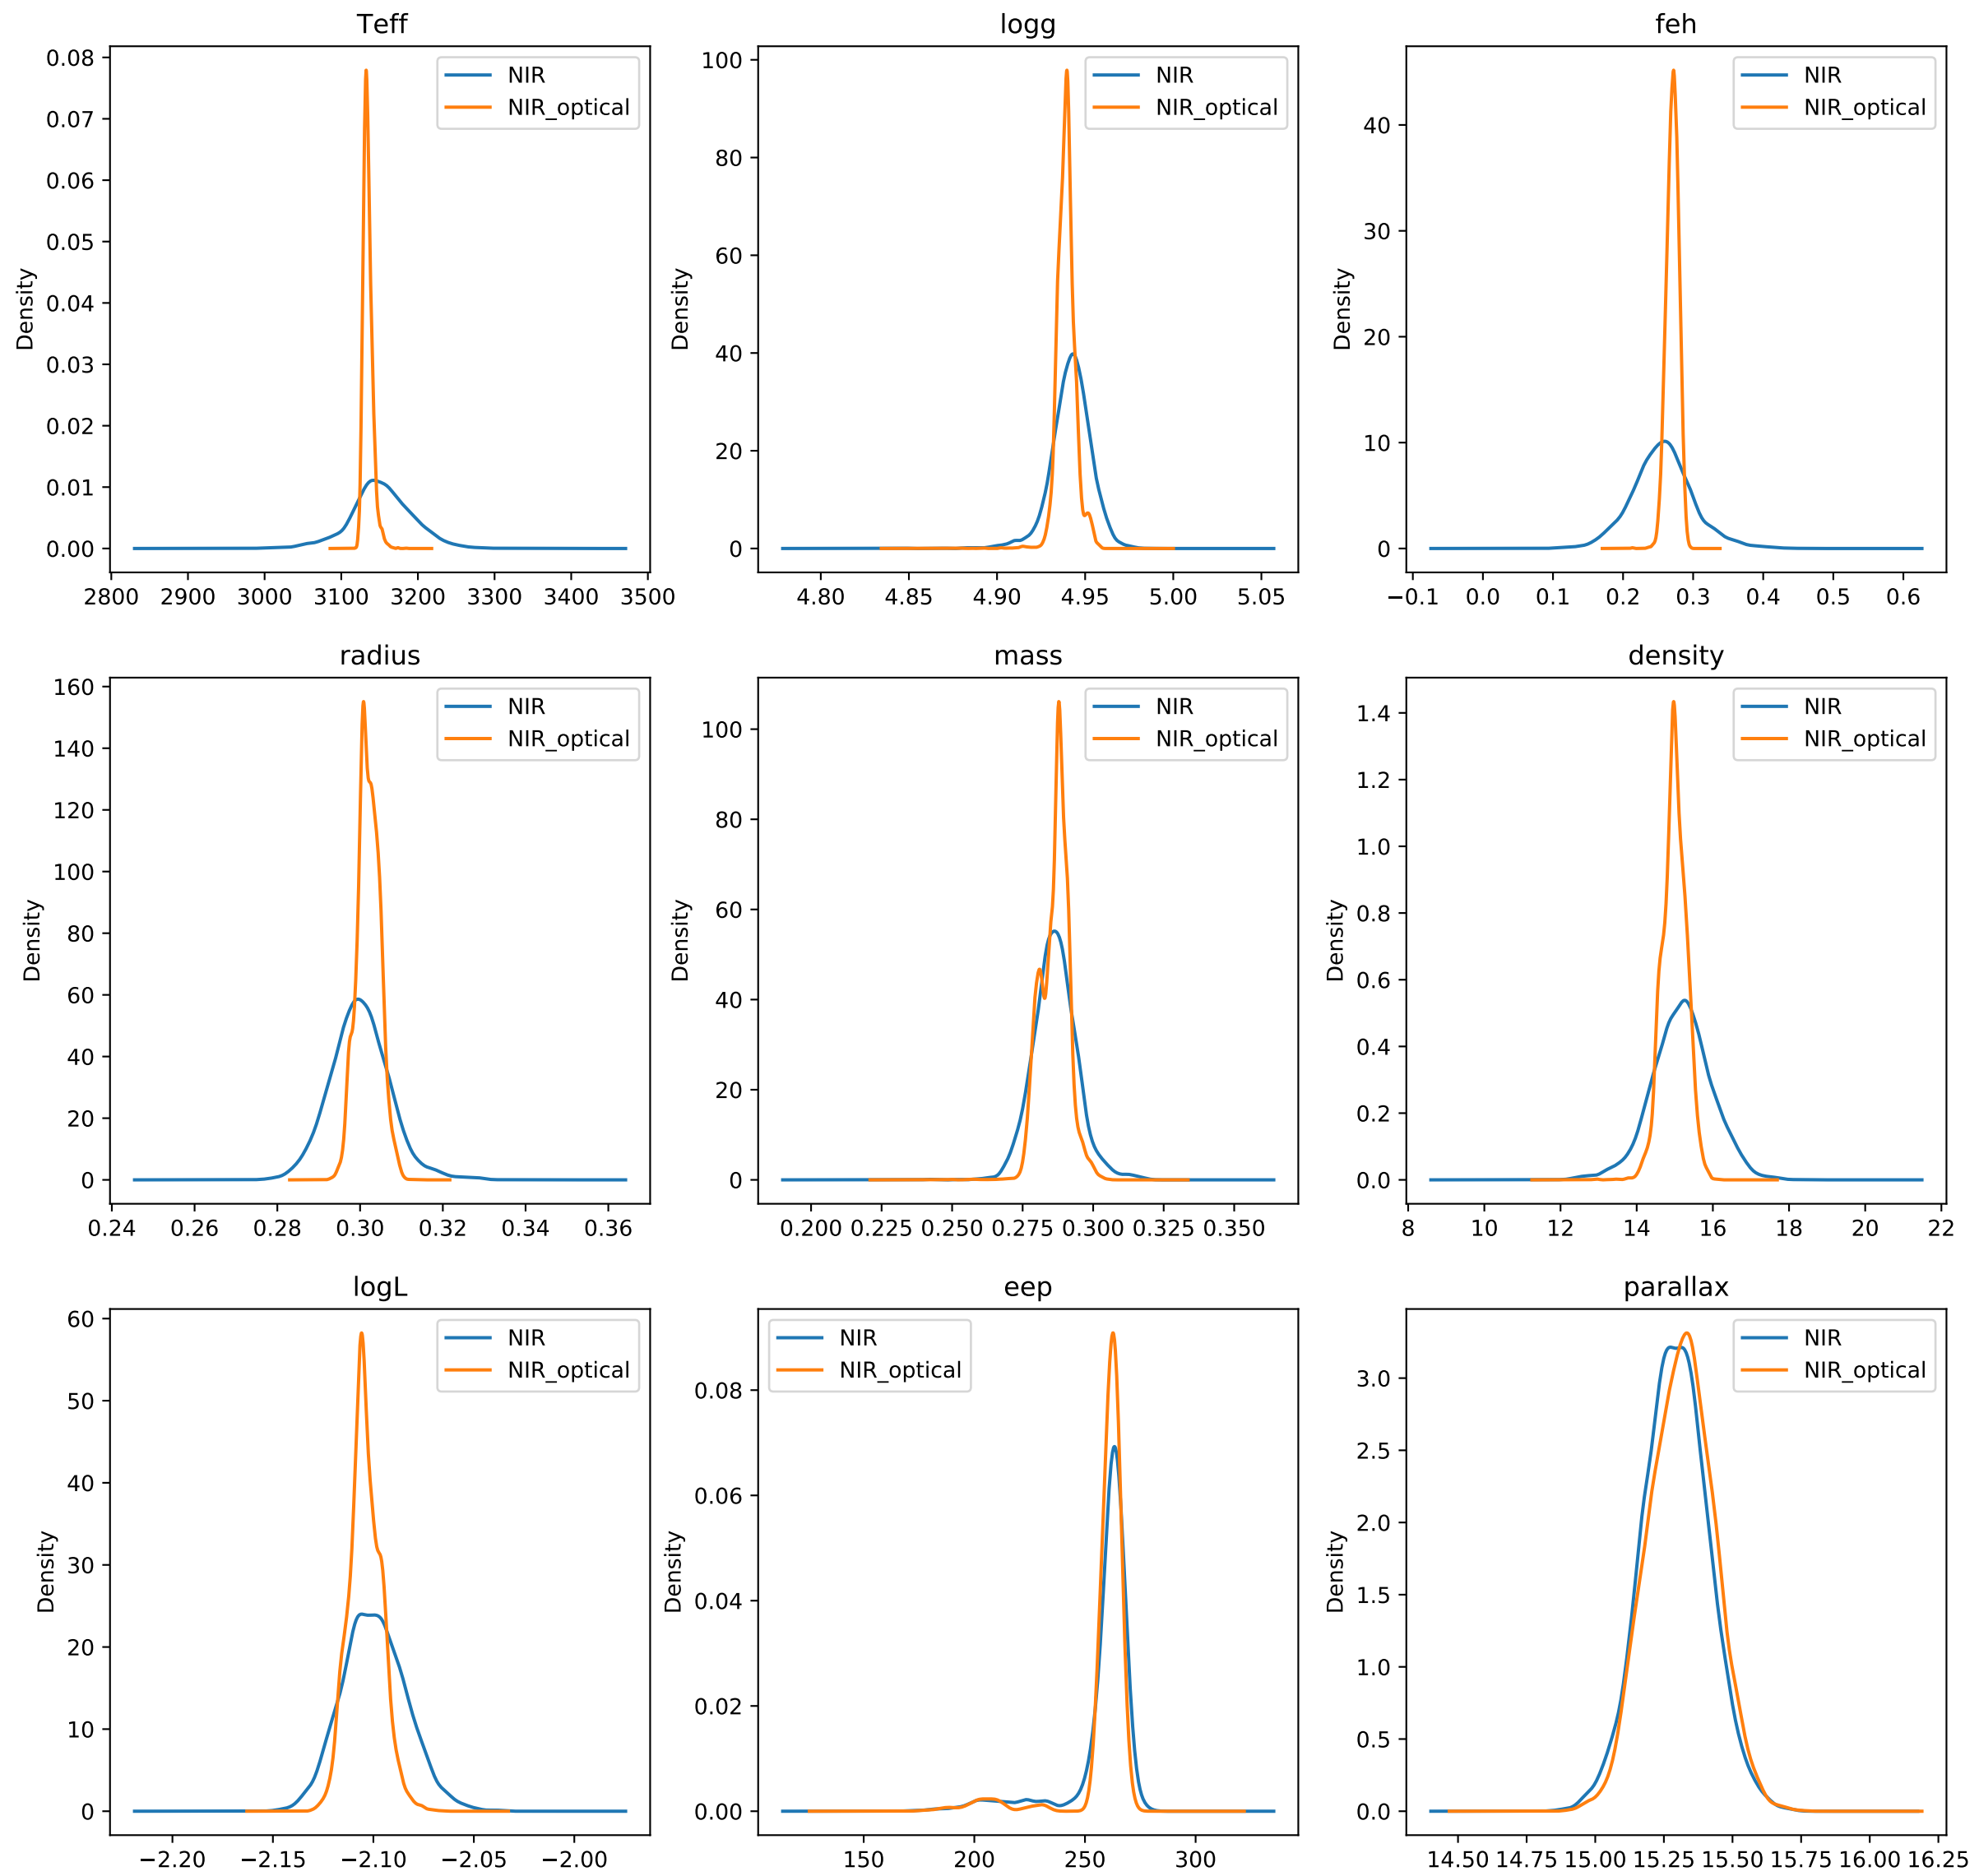 Teff
Density
0.08
0.07
0.06
0.05
0.04
0.03
0.02
0.01
0.00
NIR
NIR_optical
2800 2900 3000 3100 3200 3300 3400 3500
logg
Density
100
80
60
40
20
0
NIR
NIR_optical
4.80 4.85 4.90 4.95 5.00 5.05
feh
Density
40
30
20
10
0
NIR
NIR_optical
−0.1 0.0 0.1 0.2 0.3 0.4 0.5 0.6
radius
Density
160
140
120
100
80
60
40
20
0
NIR
NIR_optical
0.24 0.26 0.28 0.30 0.32 0.34 0.36
mass
Density
100
80
60
40
20
0
NIR
NIR_optical
0.200 0.225 0.250 0.275 0.300 0.325 0.350
density
Density
1.4
1.2
1.0
0.8
0.6
0.4
0.2
0.0
NIR
NIR_optical
8 10 12 14 16 18 20 22
logL
Density
60
50
40
30
20
10
0
NIR
NIR_optical
−2.20 −2.15 −2.10 −2.05 −2.00
eep
Density
0.08
0.06
0.04
0.02
0.00
NIR
NIR_optical
150 200 250 300
parallax
Density
3.0
2.5
2.0
1.5
1.0
0.5
0.0
NIR
NIR_optical
14.50 14.75 15.00 15.25 15.50 15.75 16.00 16.25